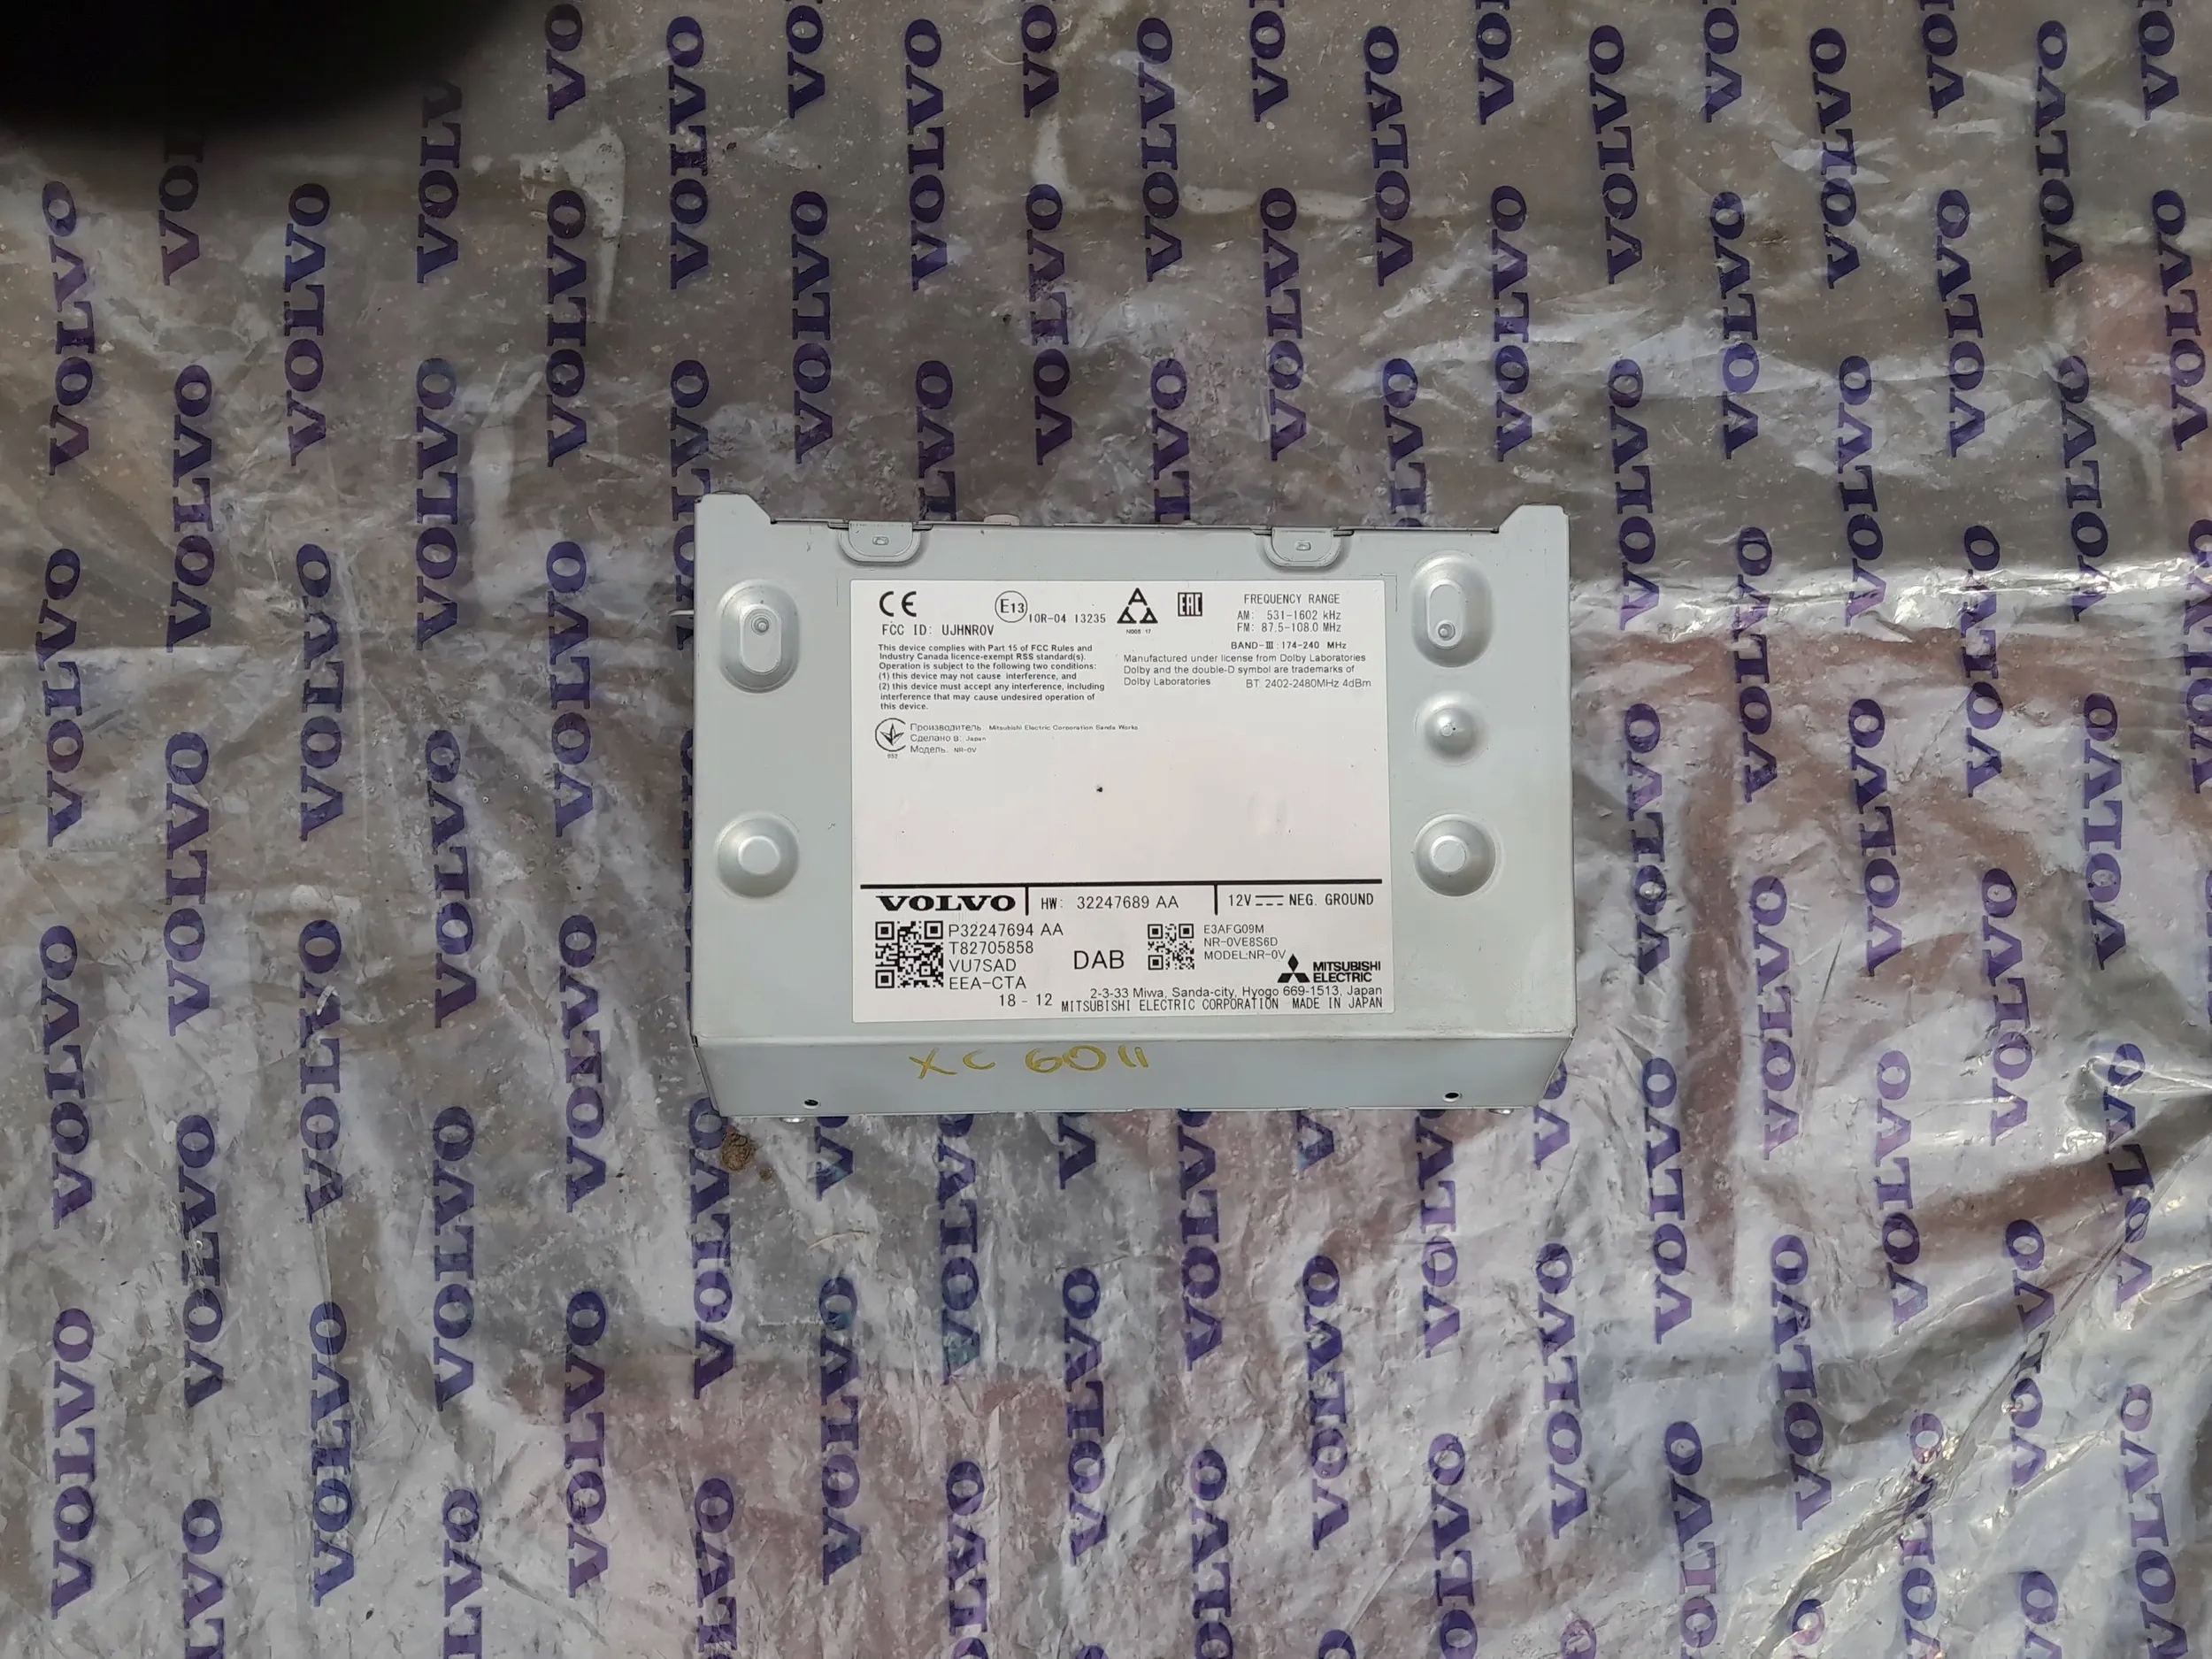 CE
FCC ID: UJHNROV
E13
10R-04 13235
EAC
FREQUENCY RANGE
AM: 531-1602 kHz
FM: 87.5-108.0 MHz
BAND-Ⅲ: 174-240 MHz
This device complies with Part 15 of FCC Rules and
Industry Canada licence-exempt RSS standard(s).
Operation is subject to the following two conditions:
(1) this device may not cause interference, and
(2) this device must accept any interference, including
interference that may cause undesired operation of
this device.
Manufactured under license from Dolby Laboratories
Dolby and the double-D symbol are trademarks of
Dolby Laboratories
BT: 2402-2480MHz 4dBm
Производитель: Mitsubishi Electric Corporation Sanda Works
Сделано в: Japan
Модель: NR-0V
VOLVO
HW: 32247689 AA
12V NEG. GROUND
P32247694 AA
T82705858
VU7SAD
EEA-CTA
18 - 12
DAB
E3AFG09M
NR-0VE8S6D
MODEL:NR-0V
MITSUBISHI
ELECTRIC
2-3-33 Miwa, Sanda-city, Hyogo 669-1513, Japan
MITSUBISHI ELECTRIC CORPORATION MADE IN JAPAN
XC 60 II
VOLVO